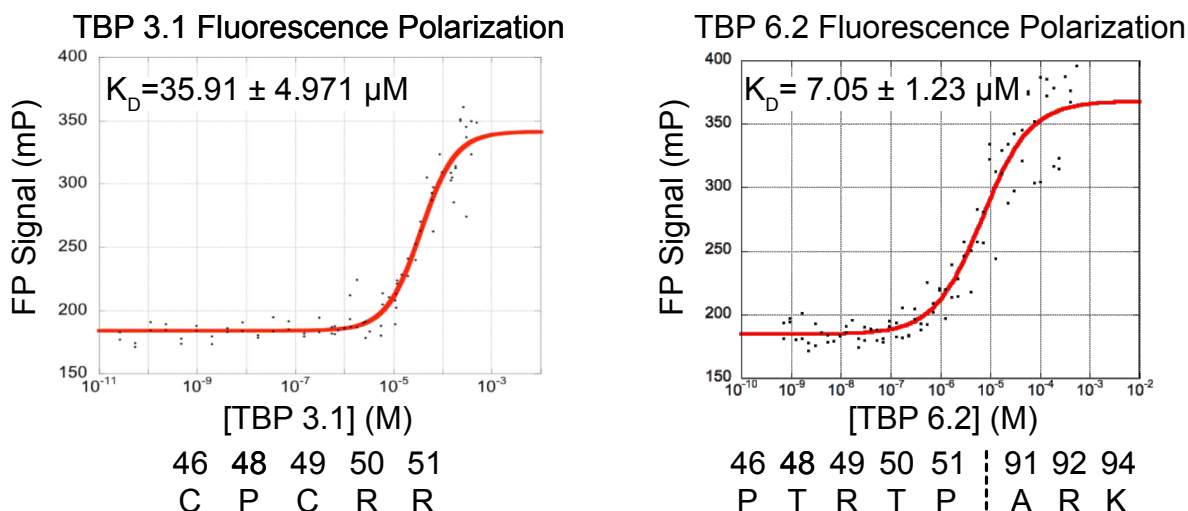 TBP 3.1 Fluorescence Polarization
K_D=35.91 ± 4.971 µM
FP Signal (mP)
400
350
300
250
200
150
10^-11 10^-9 10^-7 10^-5 10^-3
[TBP 3.1] (M)
46 48 49 50 51
C P C R R
TBP 6.2 Fluorescence Polarization
K_D= 7.05 ± 1.23 µM
FP Signal (mP)
400
350
300
250
200
150
10^-10 10^-9 10^-8 10^-7 10^-6 10^-5 10^-4 10^-3 10^-2
[TBP 6.2] (M)
46 48 49 50 51 91 92 94
P T R T P A R K